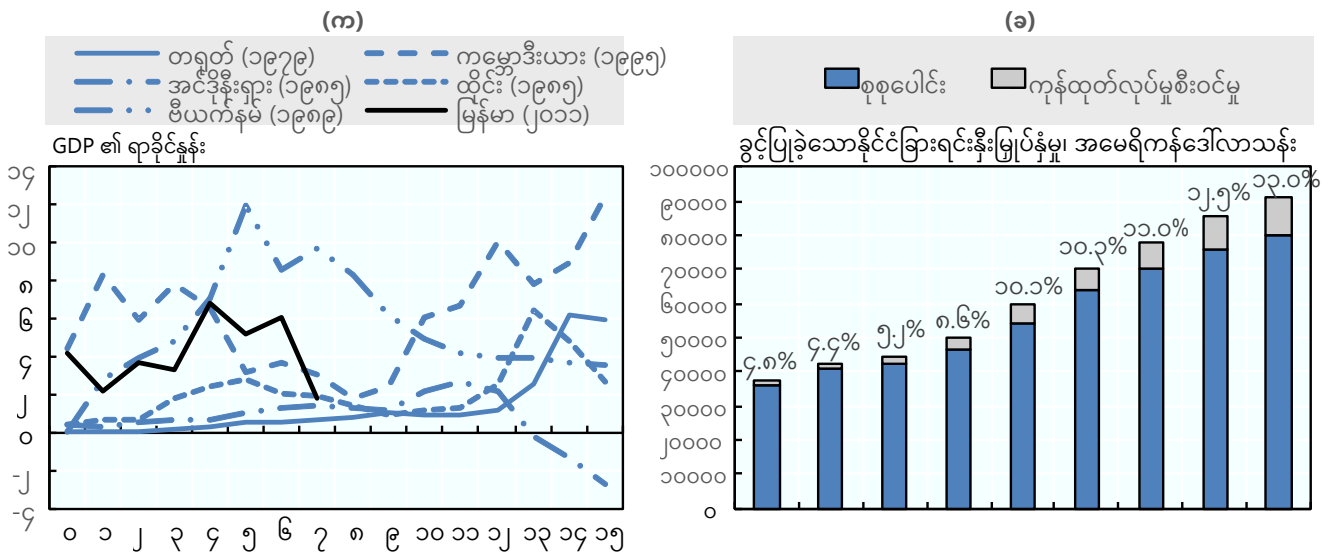 (က)
တရုတ် (၁၉၇၉)
ကမ္ဘောဒီးယား (၁၉၉၅)
အင်ဒိုနီးရှား (၁၉၈၅)
ထိုင်း (၁၉၈၅)
ဗီယက်နမ် (၁၉၈၉)
မြန်မာ (၂၀၁၁)
GDP ၏ ရာခိုင်နှုန်း
၁၄
၁၂
၁၀
၈
၆
၄
၂
၀
-၂
-၄
၀ ၁ ၂ ၃ ၄ ၅ ၆ ၇ ၈ ၉ ၁၀ ၁၁ ၁၂ ၁၃ ၁၄ ၁၅
(ခ)
စုစုပေါင်း
ကုန်ထုတ်လုပ်မှုစီးဝင်မှု
ခွင့်ပြုခဲ့သောနိုင်ငံခြားရင်းနှီးမြှုပ်နှံမှု၊ အမေရိကန်ဒေါ်လာသန်း
၁၀၀၀၀၀
၉၀၀၀၀
၈၀၀၀၀
၇၀၀၀၀
၆၀၀၀၀
၅၀၀၀၀
၄၀၀၀၀
၃၀၀၀၀
၂၀၀၀၀
၁၀၀၀၀
၀
၄.၈%
၄.၄%
၅.၂%
၈.၆%
၁၀.၁%
၁၀.၃%
၁၁.၀%
၁၂.၅%
၁၃.၀%